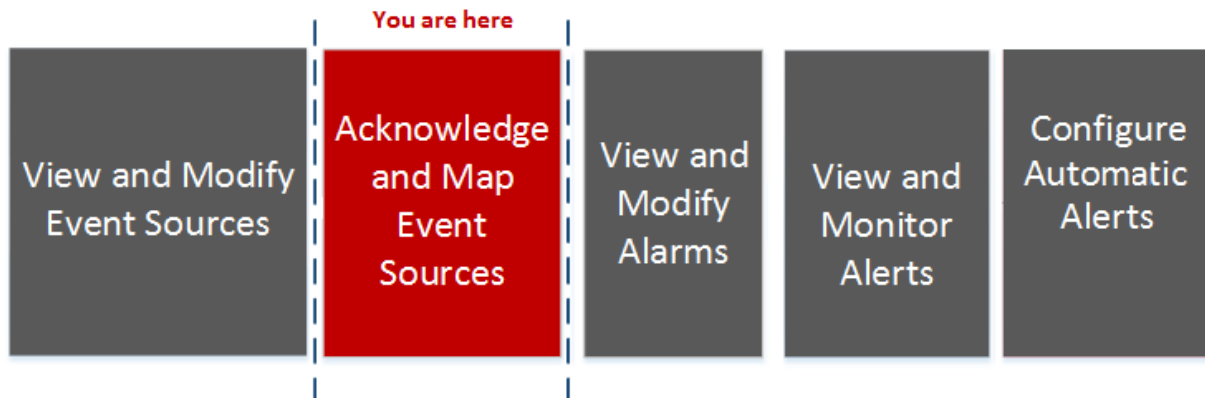 You are here
View and Modify
Event Sources
Acknowledge
and Map
Event
Sources
View and
Modify
Alarms
View and
Monitor
Alerts
Configure
Automatic
Alerts